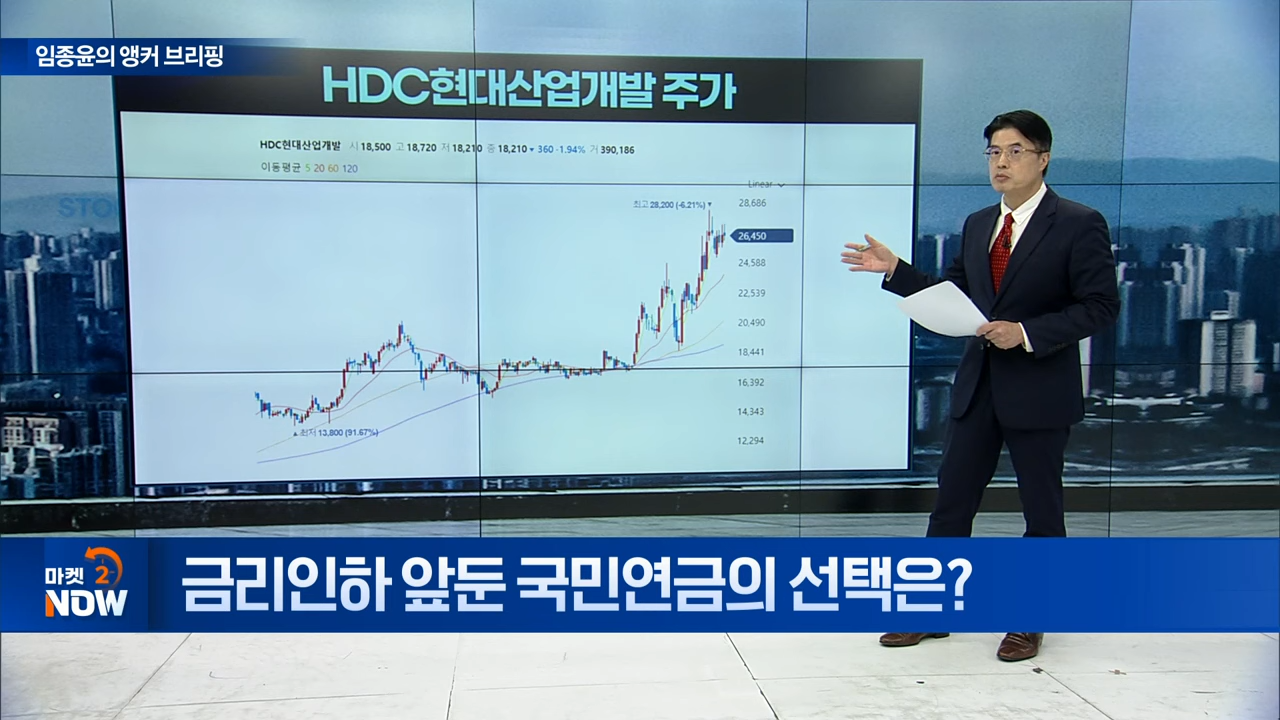 임종윤의 앵커 브리핑
HDC현대산업개발 주가
HDC현대산업개발 시 18,500 고 18,720 저 18,210 종 18,210 ▼ 360 -1.94% 거 390,186
이동평균 5 20 60 120
Linear
최고 28,200 (-6.21%) ▼
28,686
26,450
24,588
22,539
20,490
18,441
16,392
14,343
12,294
▲ 최저 13,800 (91.67%)
마켓 2
NOW
금리인하 앞둔 국민연금의 선택은?